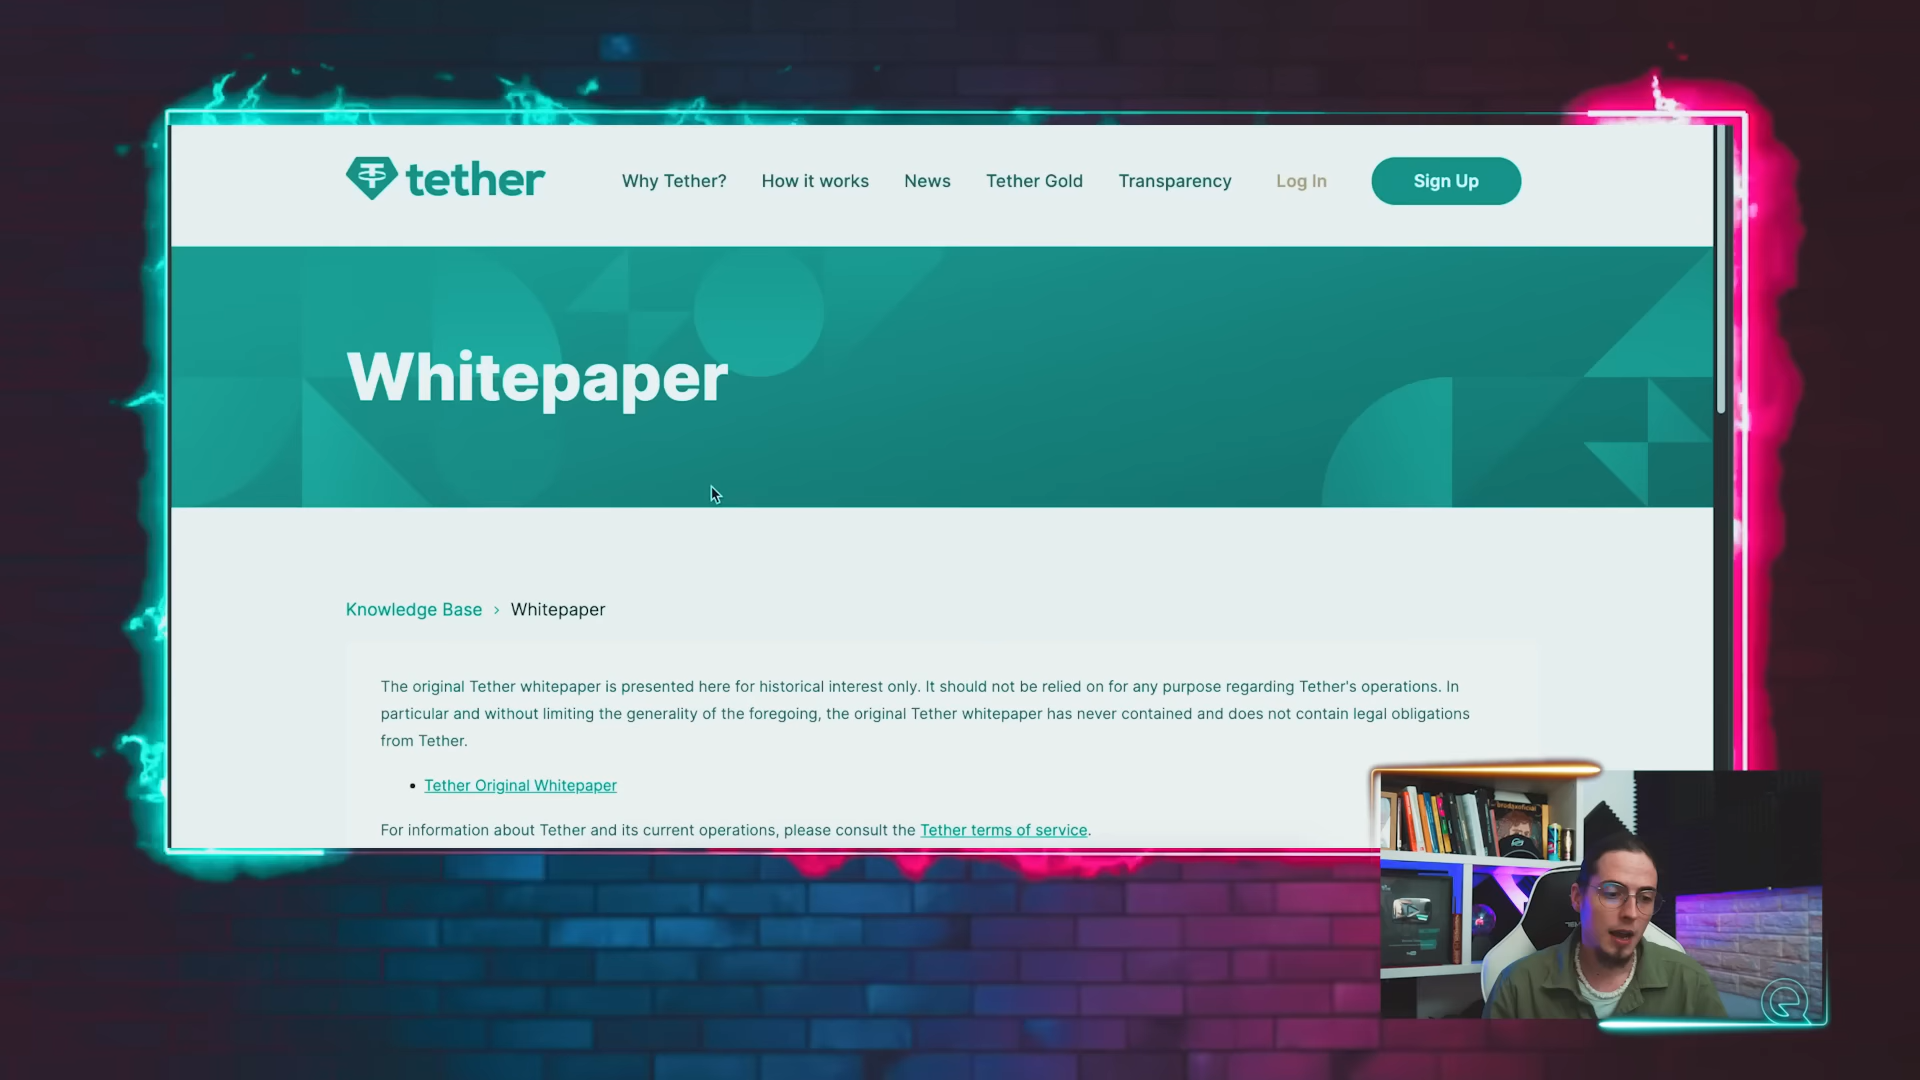 tether
Why Tether?
How it works
News
Tether Gold
Transparency
Log In
Sign Up
Whitepaper
Knowledge Base › Whitepaper
The original Tether whitepaper is presented here for historical interest only. It should not be relied on for any purpose regarding Tether's operations. In
particular and without limiting the generality of the foregoing, the original Tether whitepaper has never contained and does not contain legal obligations
from Tether.
• Tether Original Whitepaper
For information about Tether and its current operations, please consult the Tether terms of service.